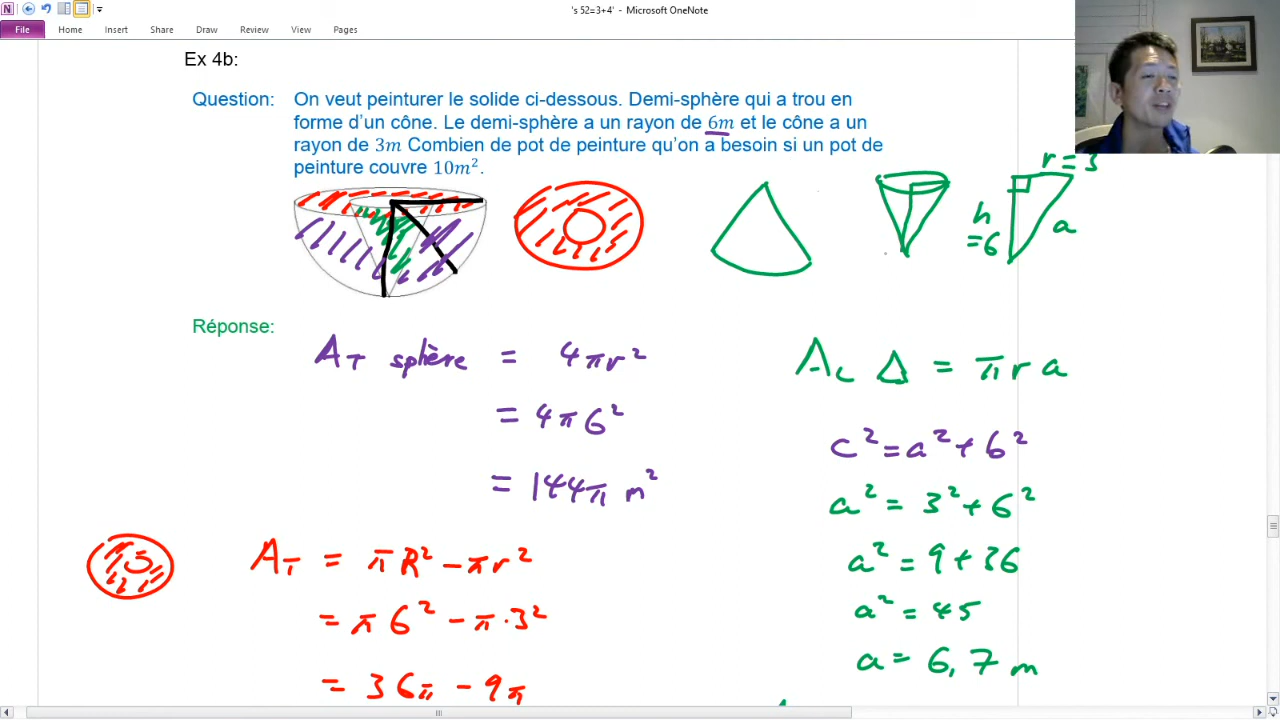 's 52=3+4' - Microsoft OneNote
File Home Insert Share Draw Review View Pages
Ex 4b:
Question: On veut peinturer le solide ci-dessous. Demi-sphère qui a trou en
forme d'un cône. Le demi-sphère a un rayon de 6m et le cône a un
rayon de 3m Combien de pot de peinture qu'on a besoin si un pot de
peinture couvre 10m².
r = 3
h
= 6
a
Réponse:
A_T sphère = 4πr²
= 4π6²
= 144π m²
A_T = πR² - πr²
= π6² - π·3²
= 36π - 9π
A_c Δ = πr a
c² = a² + b²
a² = 3² + 6²
a² = 9 + 36
a² = 45
a = 6,7 m